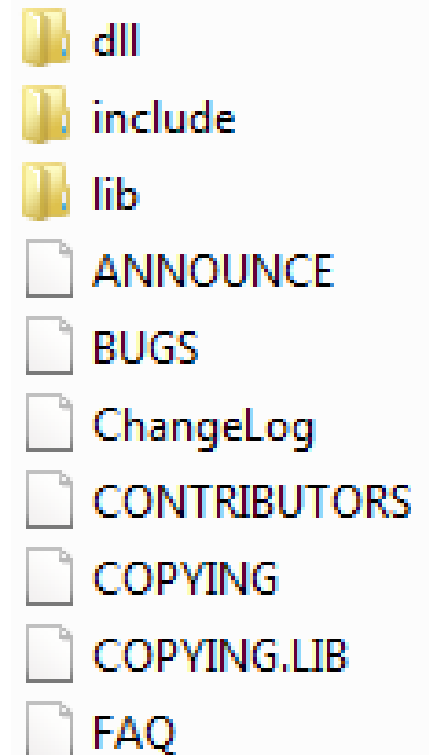 dll
include
lib
ANNOUNCE
BUGS
ChangeLog
CONTRIBUTORS
COPYING
COPYING.LIB
FAQ